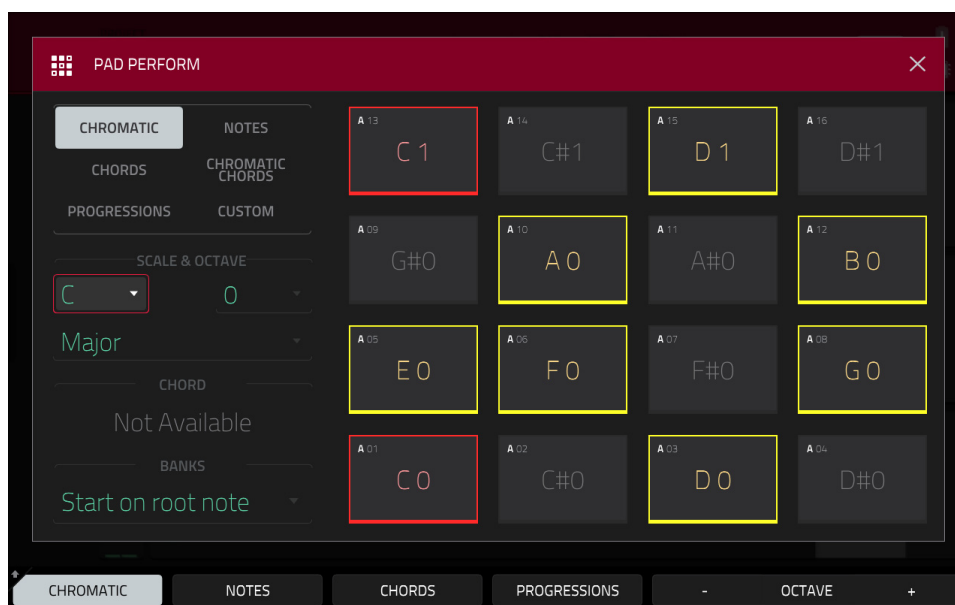 PAD PERFORM
CHROMATIC NOTES
CHORDS CHROMATIC CHORDS
PROGRESSIONS CUSTOM
SCALE & OCTAVE
C 0
Major
CHORD
Not Available
BANKS
Start on root note
A 13 A 14 A 15 A 16
C 1 C#1 D 1 D#1
A 09 A 10 A 11 A 12
G#0 A 0 A#0 B 0
A 05 A 06 A 07 A 08
E 0 F 0 F#0 G 0
A 01 A 02 A 03 A 04
C 0 C#0 D 0 D#0
CHROMATIC NOTES CHORDS PROGRESSIONS - OCTAVE +